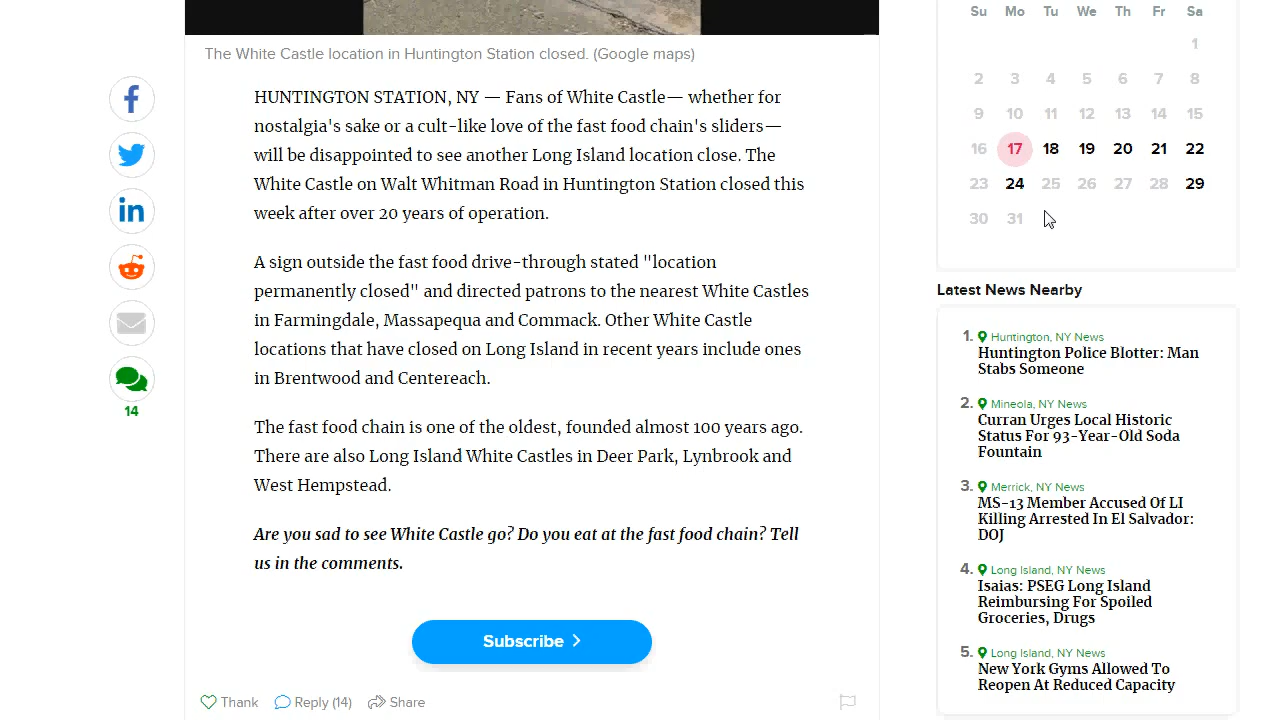 The White Castle location in Huntington Station closed. (Google maps)
HUNTINGTON STATION, NY — Fans of White Castle— whether for
nostalgia's sake or a cult-like love of the fast food chain's sliders—
will be disappointed to see another Long Island location close. The
White Castle on Walt Whitman Road in Huntington Station closed this
week after over 20 years of operation.
A sign outside the fast food drive-through stated "location
permanently closed" and directed patrons to the nearest White Castles
in Farmingdale, Massapequa and Commack. Other White Castle
locations that have closed on Long Island in recent years include ones
in Brentwood and Centereach.
The fast food chain is one of the oldest, founded almost 100 years ago.
There are also Long Island White Castles in Deer Park, Lynbrook and
West Hempstead.
Are you sad to see White Castle go? Do you eat at the fast food chain? Tell
us in the comments.
Subscribe
Thank Reply (14) Share
14
Su Mo Tu We Th Fr Sa
1
2 3 4 5 6 7 8
9 10 11 12 13 14 15
16 17 18 19 20 21 22
23 24 25 26 27 28 29
30 31
Latest News Nearby
1. Huntington, NY News
Huntington Police Blotter: Man
Stabs Someone
2. Mineola, NY News
Curran Urges Local Historic
Status For 93-Year-Old Soda
Fountain
3. Merrick, NY News
MS-13 Member Accused Of LI
Killing Arrested In El Salvador:
DOJ
4. Long Island, NY News
Isaias: PSEG Long Island
Reimbursing For Spoiled
Groceries, Drugs
5. Long Island, NY News
New York Gyms Allowed To
Reopen At Reduced Capacity